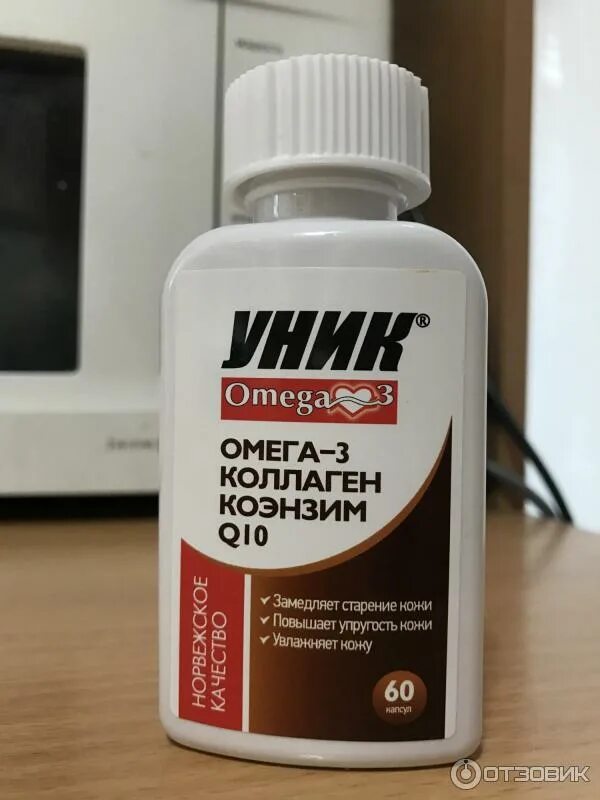 УНИК®
Omega 3
ОМЕГА-3
КОЛЛАГЕН
КОЭНЗИМ
Q10
НОРВЕЖСКОЕ
КАЧЕСТВО
✓ Замедляет старение кожи
✓ Повышает упругость кожи
✓ Увлажняет кожу
60
капсул
ОТЗОВИК